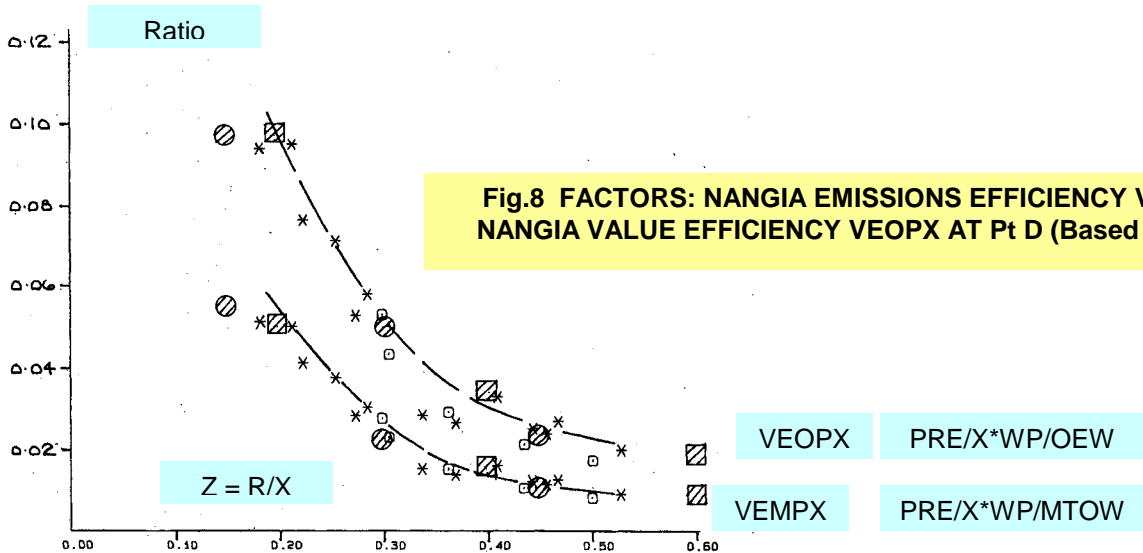 Ratio
0.12
0.10
0.08
0.06
0.04
0.02
Fig.8 FACTORS: NANGIA EMISSIONS EFFICIENCY V
NANGIA VALUE EFFICIENCY VEOPX AT Pt D (Based
VEOPX PRE/X*WP/OEW
Z = R/X
VEMPX PRE/X*WP/MTOW
0.00 0.10 0.20 0.30 0.40 0.50 0.60